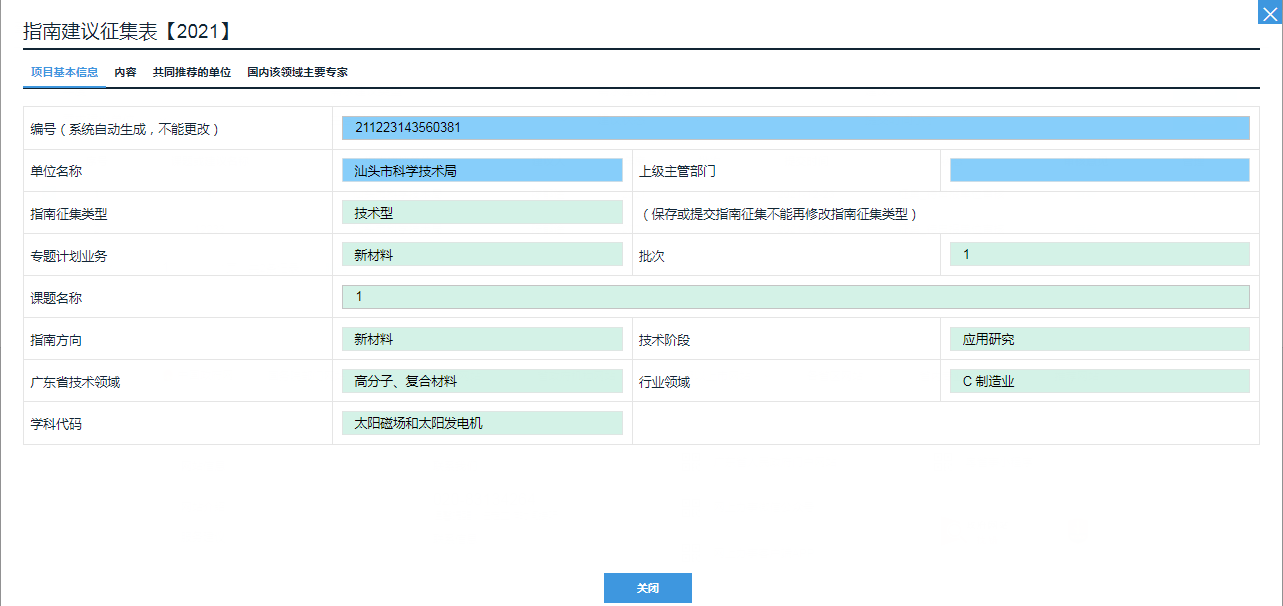 指南建议征集表【2021】
项目基本信息 内容 共同推荐的单位 国内该领域主要专家
编号（系统自动生成，不能更改） 211223143560381
单位名称 汕头市科学技术局 上级主管部门
指南征集类型 技术型 （保存或提交指南征集不能再修改指南征集类型）
专题计划业务 新材料 批次 1
课题名称 1
指南方向 新材料 技术阶段 应用研究
广东省技术领域 高分子、复合材料 行业领域 C 制造业
学科代码 太阳磁场和太阳发电机
关闭